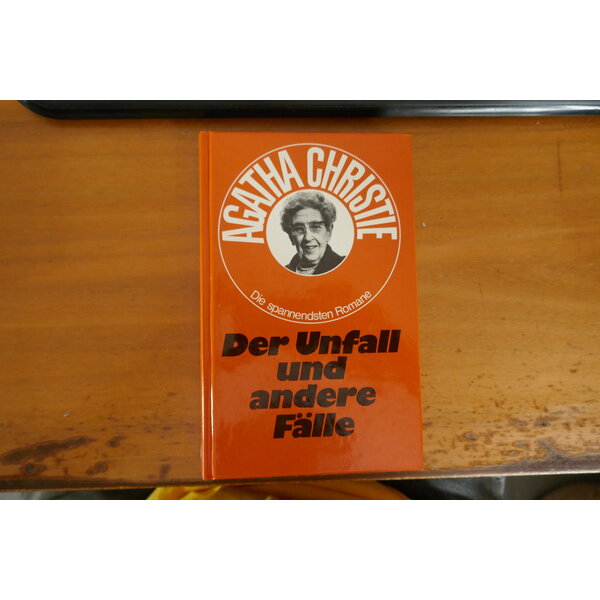 AGATHA CHRISTIE
Die spannendsten Romane
Der Unfall
und
andere
Fälle